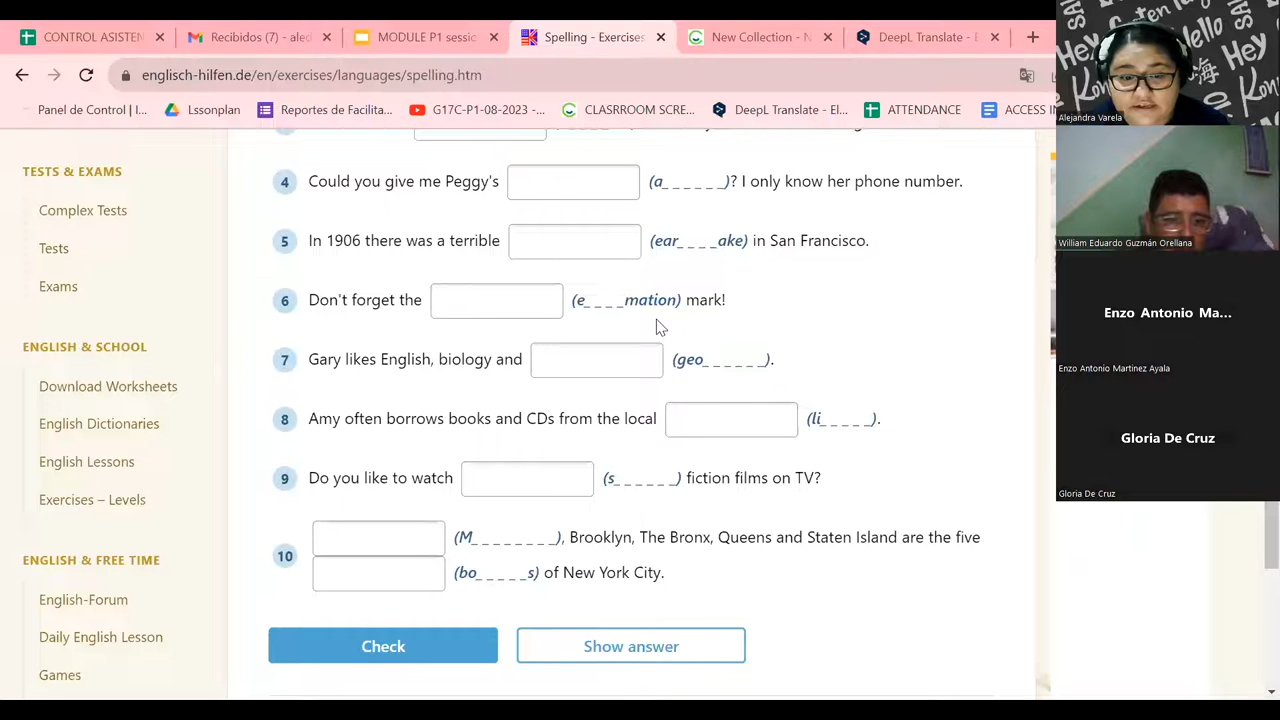 CONTROL ASISTEN
Recibidos (7) - aled
MODULE P1 sessi
Spelling - Exercises
New Collection - N
DeepL Translate - E
englisch-hilfen.de/en/exercises/languages/spelling.htm
Panel de Control | I...
Lssonplan
Reportes de Facilita...
G17C-P1-08-2023 -...
CLASRROOM SCRE...
DeepL Translate - El...
ATTENDANCE
ACCESS IN
TESTS & EXAMS
Complex Tests
Tests
Exams
ENGLISH & SCHOOL
Download Worksheets
English Dictionaries
English Lessons
Exercises – Levels
ENGLISH & FREE TIME
English-Forum
Daily English Lesson
Games
4 Could you give me Peggy's (a_ _ _ _ _ _)? I only know her phone number.
5 In 1906 there was a terrible (ear_ _ _ _ake) in San Francisco.
6 Don't forget the (e_ _ _ _mation) mark!
7 Gary likes English, biology and (geo_ _ _ _ _ _).
8 Amy often borrows books and CDs from the local (li_ _ _ _ _).
9 Do you like to watch (s_ _ _ _ _ _) fiction films on TV?
10 (M_ _ _ _ _ _ _ _), Brooklyn, The Bronx, Queens and Staten Island are the five
(bo_ _ _ _ _s) of New York City.
Check
Show answer
Hey
Hello
Hey
Alejandra Varela
William Eduardo Guzmán Orellana
Enzo Antonio Ma...
Enzo Antonio Martinez Ayala
Gloria De Cruz
Gloria De Cruz